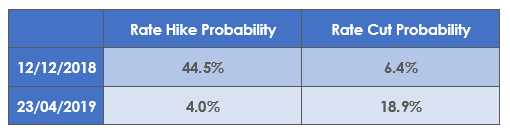 Rate Hike Probability Rate Cut Probability
12/12/2018 44.5% 6.4%
23/04/2019 4.0% 18.9%